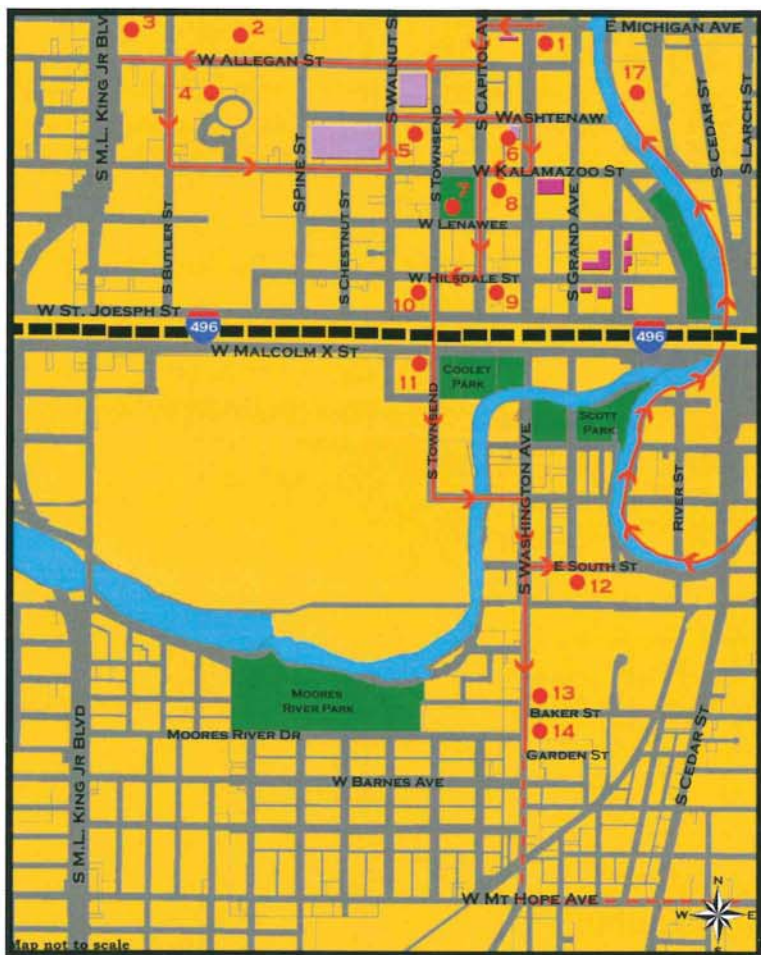 3
2
S M.L. KING JR BLVD
S WALNUT S
S CAPITOL AV
E MICHIGAN AVE
1
W ALLEGAN ST
17
4
S CEDAR ST
S LARCH ST
WASHTENAW
5
6
SPINE ST
S TOWNSEND
W KALAMAZOO ST
7
8
S BUTLER ST
S CHESTNUT ST
W LENAWEE
S GRAND AVE
W HILSDALE ST
10
9
W ST. JOESPH ST
496
496
W MALCOLM X ST
11
COOLEY
PARK
SCOTT
PARK
S TOWNSEND
S WASHINGTON AVE
RIVER ST
E SOUTH ST
12
MOORES
RIVER PARK
13
BAKER ST
14
MOORES RIVER DR
GARDEN ST
S CEDAR ST
W BARNES AVE
S M.L. KING JR BLVD
W MT HOPE AVE
N
W
E
S
Map not to scale